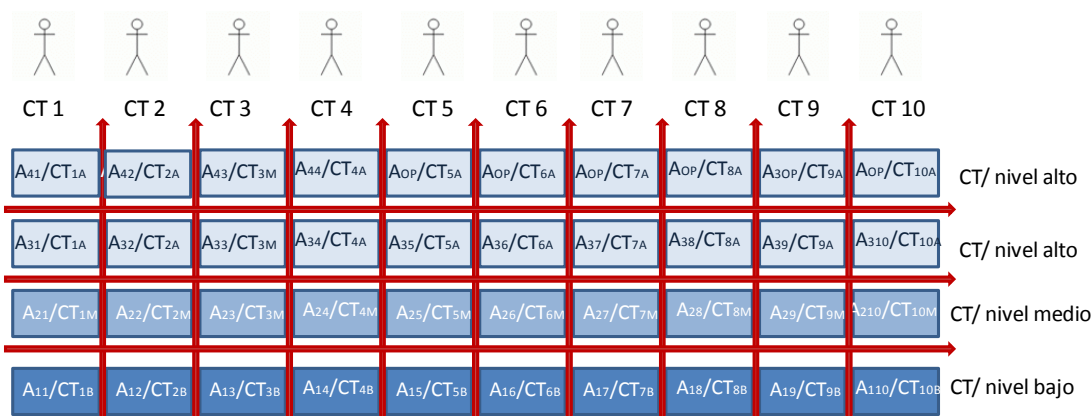 CT 1 CT 2 CT 3 CT 4 CT 5 CT 6 CT 7 CT 8 CT 9 CT 10
A41/CT1A A42/CT2A A43/CT3M A44/CT4A AOP/CT5A AOP/CT6A AOP/CT7A AOP/CT8A A3OP/CT9A AOP/CT10A CT/ nivel alto
A31/CT1A A32/CT2A A33/CT3M A34/CT4A A35/CT5A A36/CT6A A37/CT7A A38/CT8A A39/CT9A A310/CT10A CT/ nivel alto
A21/CT1M A22/CT2M A23/CT3M A24/CT4M A25/CT5M A26/CT6M A27/CT7M A28/CT8M A29/CT9M A210/CT10M CT/ nivel medio
A11/CT1B A12/CT2B A13/CT3B A14/CT4B A15/CT5B A16/CT6B A17/CT7B A18/CT8B A19/CT9B A110/CT10B CT/ nivel bajo